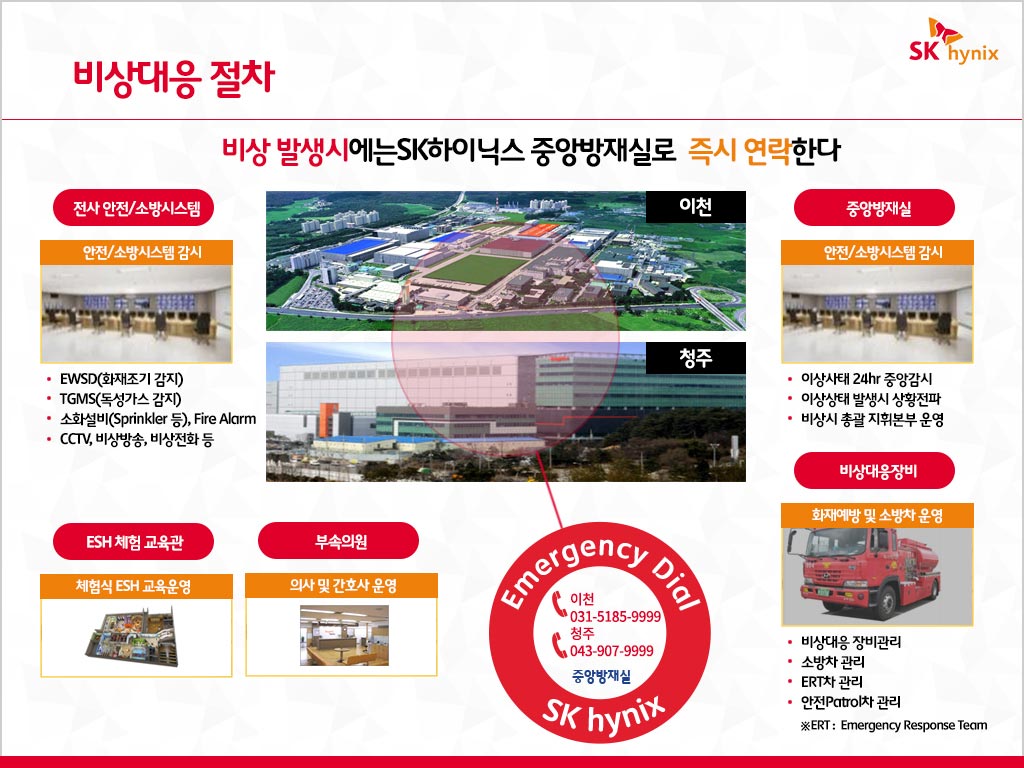 SK hynix
비상대응 절차
비상 발생시에는SK하이닉스 중앙방재실로 즉시 연락한다
전사 안전/소방시스템
안전/소방시스템 감시
• EWSD(화재조기 감지)
• TGMS(독성가스 감지)
• 소화설비(Sprinkler 등), Fire Alarm
• CCTV, 비상방송, 비상전화 등
이천
청주
중앙방재실
안전/소방시스템 감시
• 이상사태 24hr 중앙감시
• 이상상태 발생시 상황전파
• 비상시 총괄 지휘본부 운영
비상대응장비
화재예방 및 소방차 운영
• 비상대응 장비관리
• 소방차 관리
• ERT차 관리
• 안전Patrol차 관리
※ERT : Emergency Response Team
ESH 체험 교육관
체험식 ESH 교육운영
부속의원
의사 및 간호사 운영
Emergency Dial
이천
031-5185-9999
청주
043-907-9999
중앙방재실
SK hynix